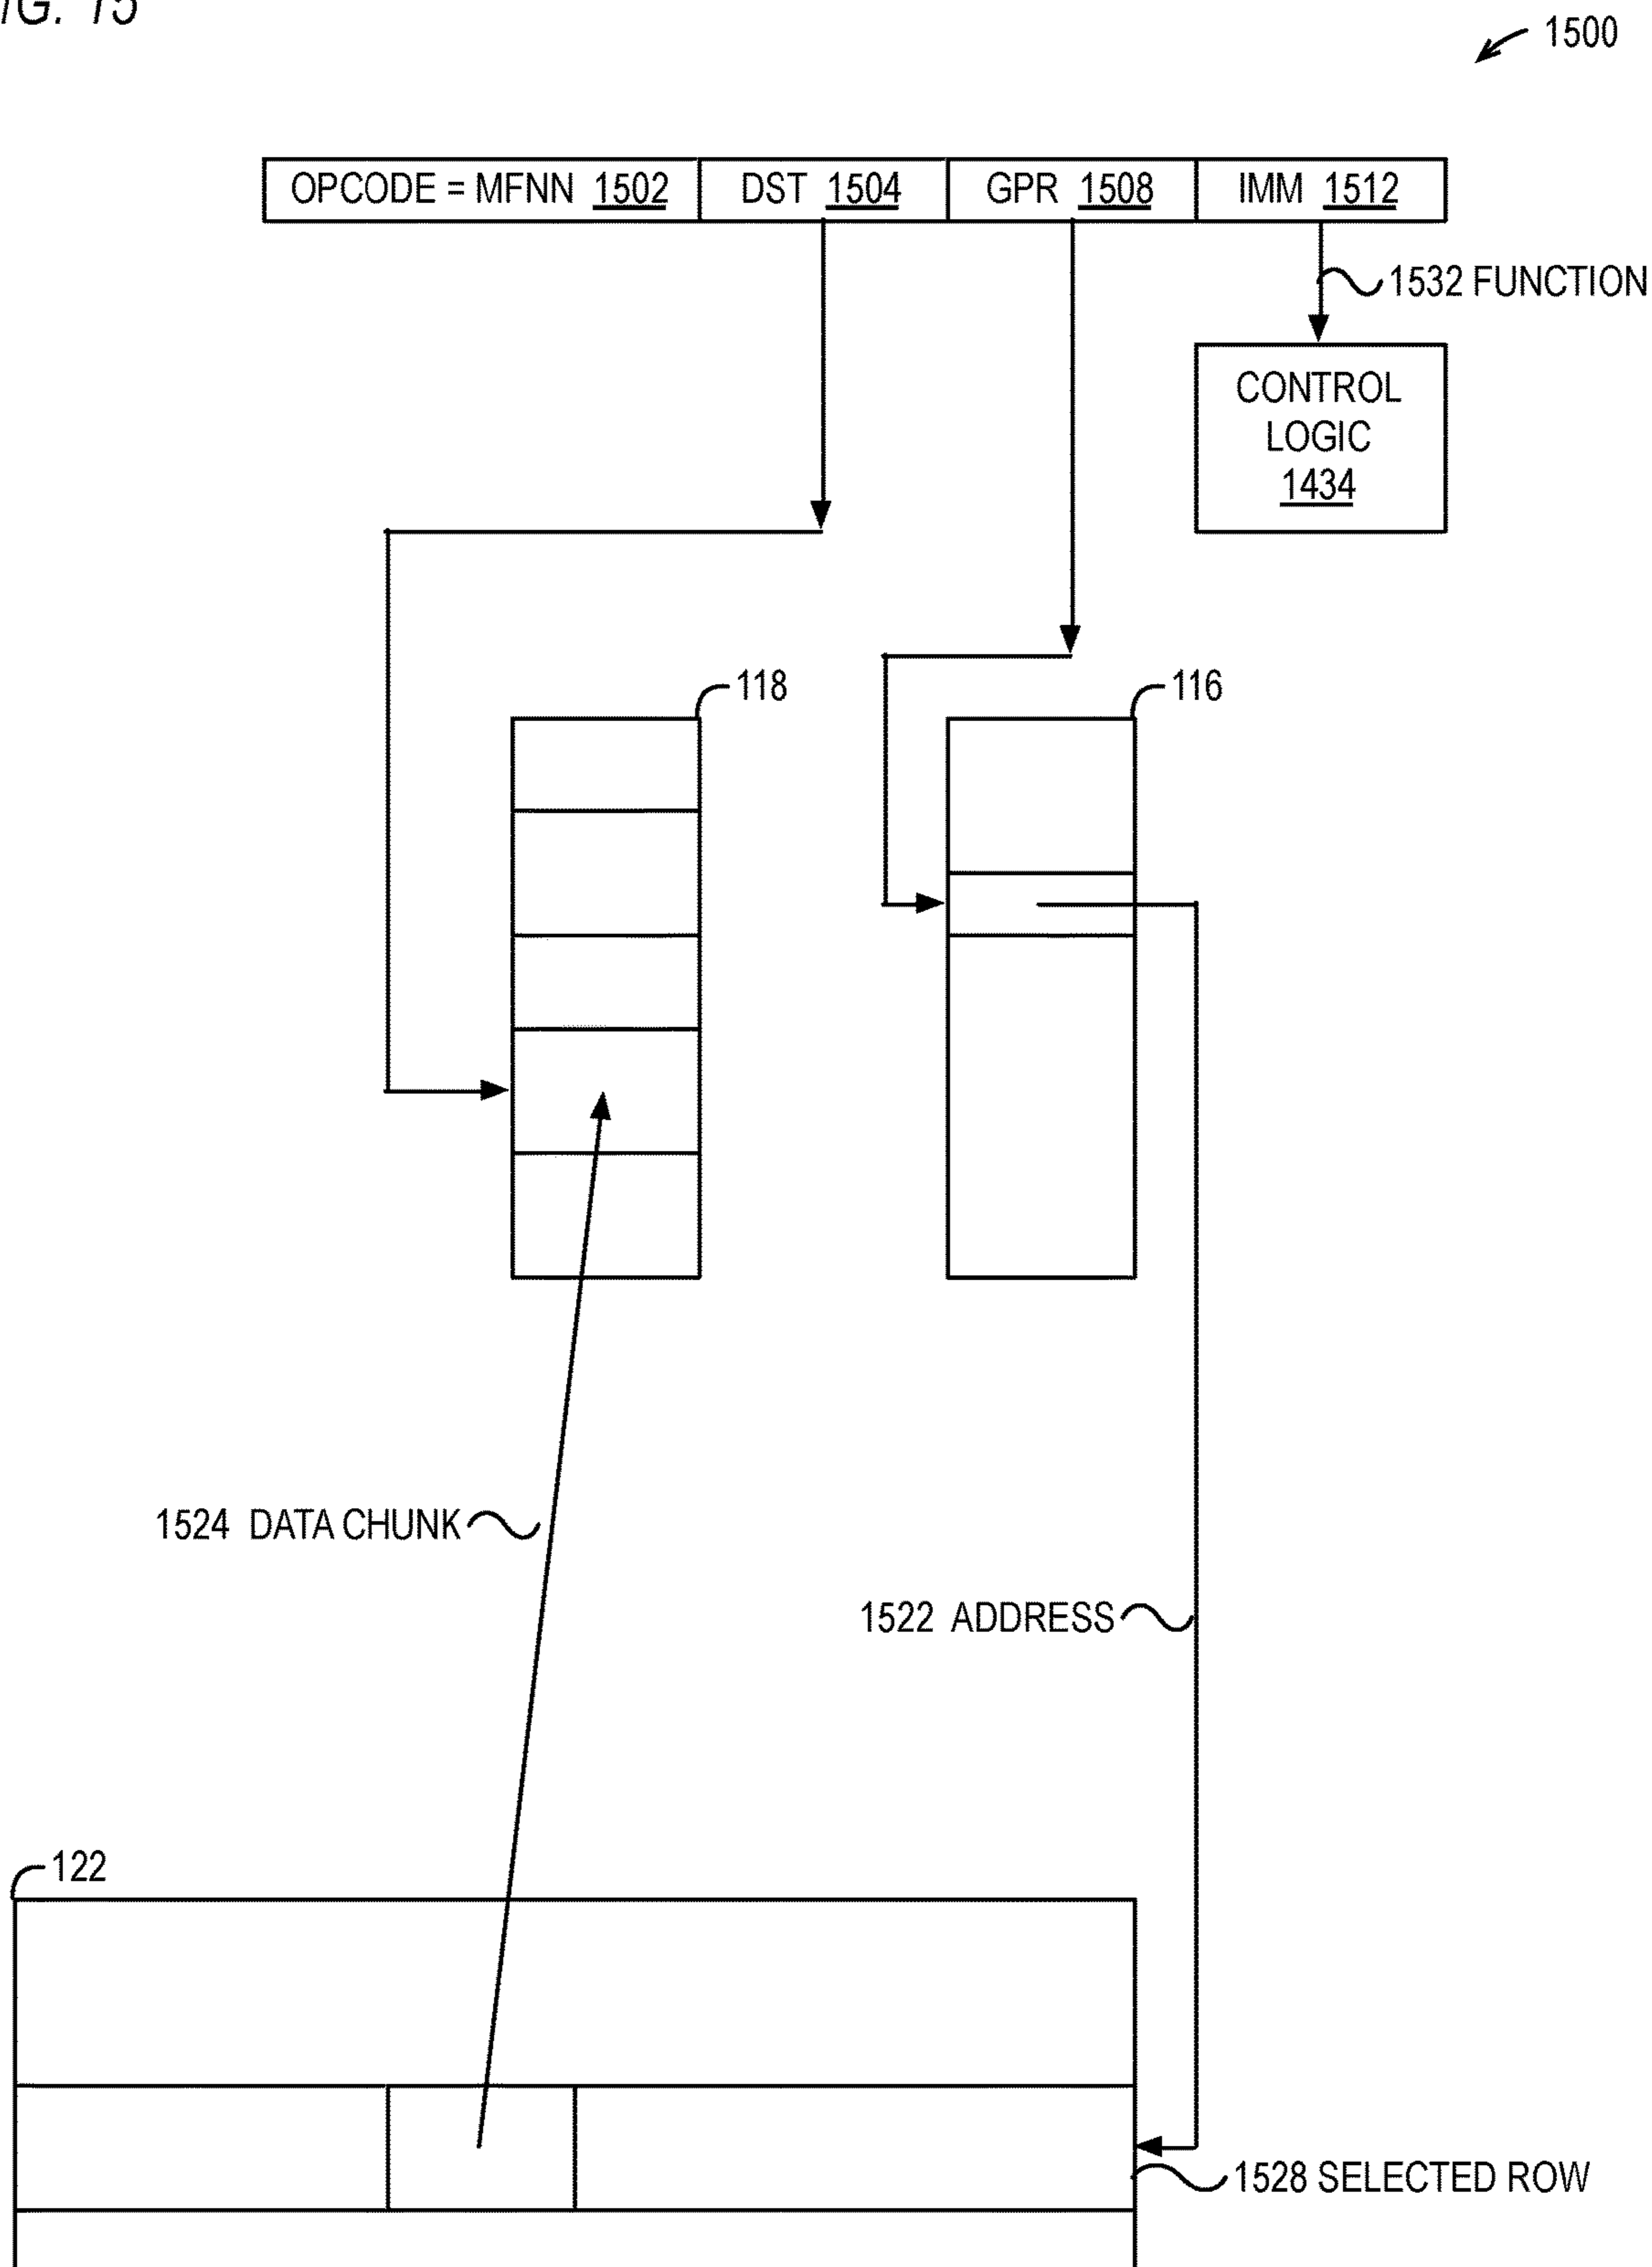 IG. 15
1500
OPCODE = MFNN 1502 DST 1504 GPR 1508 IMM 1512
1532 FUNCTION
CONTROL
LOGIC
1434
118
116
1524 DATA CHUNK
1522 ADDRESS
122
1528 SELECTED ROW